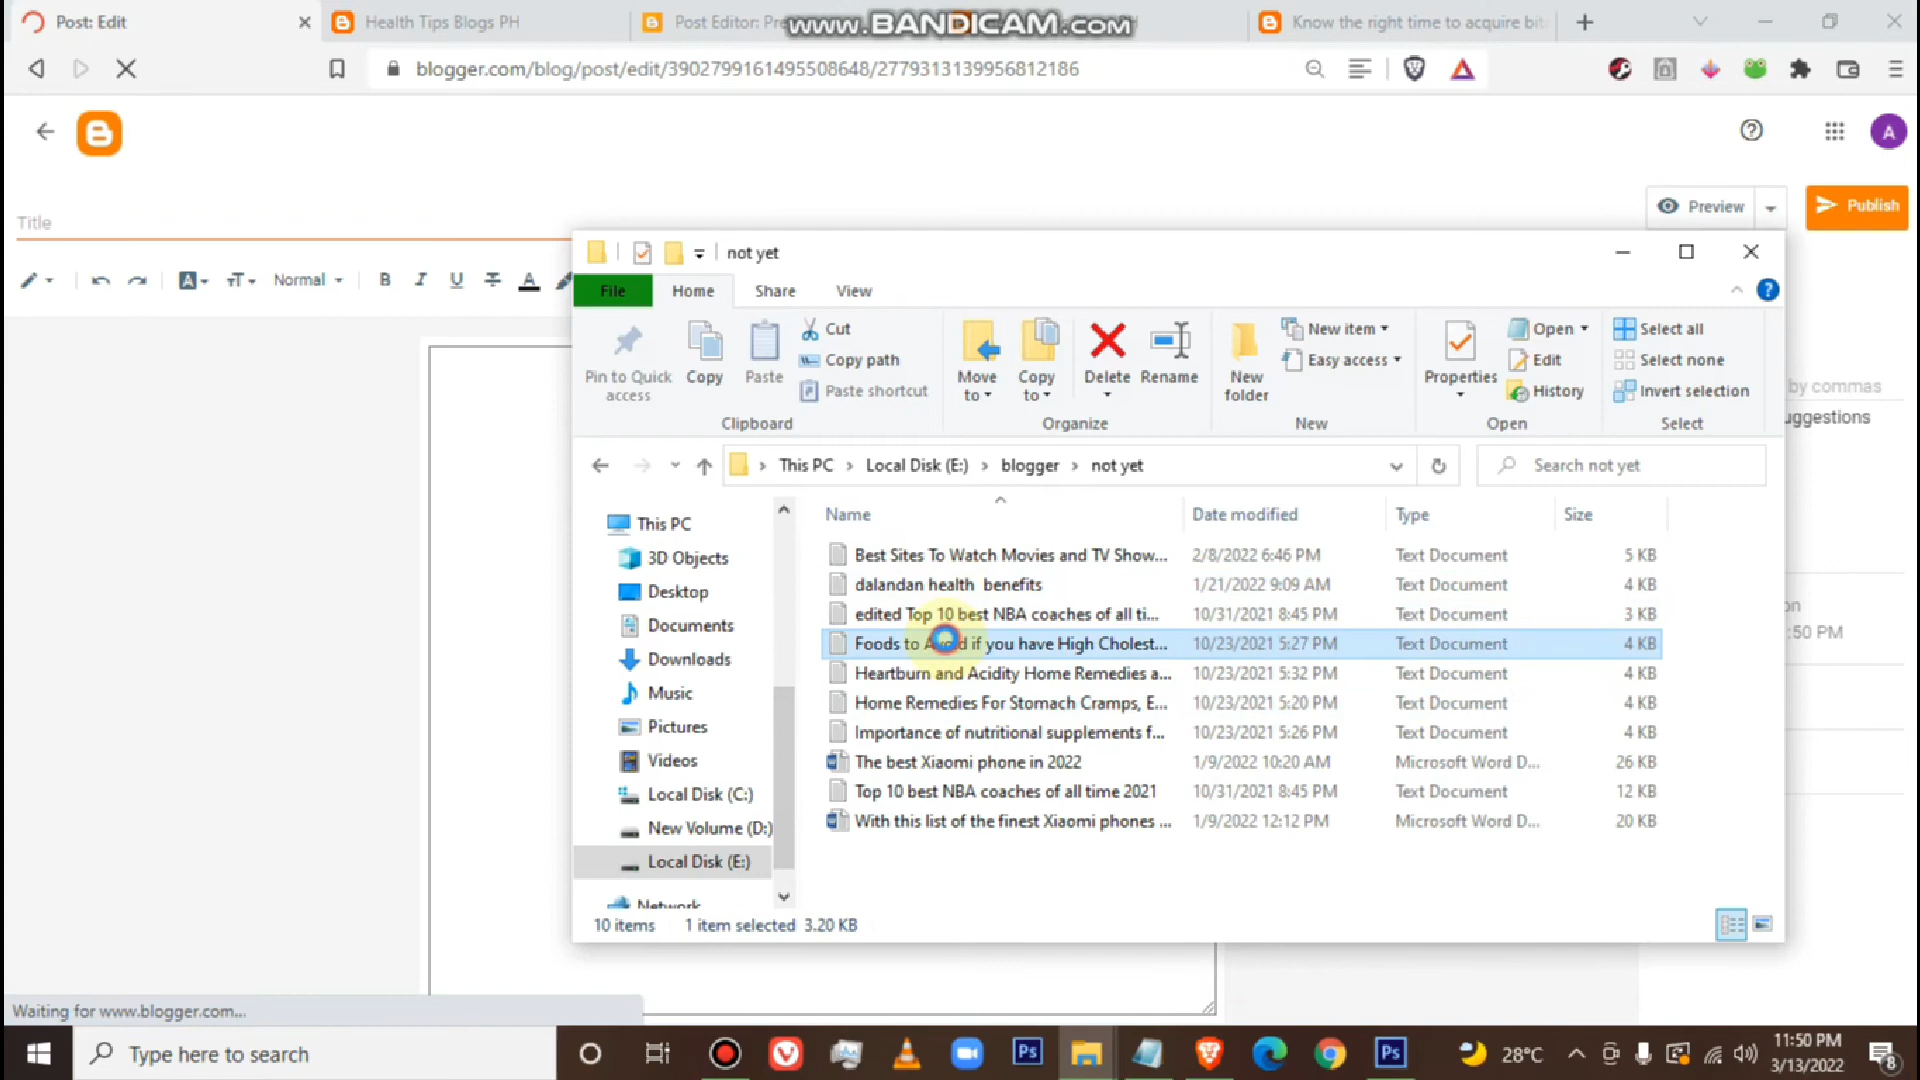 Post: Edit
Health Tips Blogs PH
Post Editor: Pre
www.BANDICAM.com
Know the right time to acquire bit
blogger.com/blog/post/edit/3902799161495508648/2779313139956812186
A
Title
Preview
Publish
Normal
B I U A
not yet
File Home Share View
Pin to Quick access
Copy
Paste
Cut
Copy path
Paste shortcut
Clipboard
Move to
Copy to
Delete
Rename
Organize
New folder
New item
Easy access
New
Properties
Open
Edit
History
Open
Select all
Select none
Invert selection
Select
by commas
uggestions
This PC > Local Disk (E:) > blogger > not yet
Search not yet
This PC
3D Objects
Desktop
Documents
Downloads
Music
Pictures
Videos
Local Disk (C:)
New Volume (D:)
Local Disk (E:)
Network
Name Date modified Type Size
Best Sites To Watch Movies and TV Show... 2/8/2022 6:46 PM Text Document 5 KB
dalandan health benefits 1/21/2022 9:09 AM Text Document 4 KB
edited Top 10 best NBA coaches of all ti... 10/31/2021 8:45 PM Text Document 3 KB
Foods to Avoid if you have High Cholest... 10/23/2021 5:27 PM Text Document 4 KB
Heartburn and Acidity Home Remedies a... 10/23/2021 5:32 PM Text Document 4 KB
Home Remedies For Stomach Cramps, E... 10/23/2021 5:20 PM Text Document 4 KB
Importance of nutritional supplements f... 10/23/2021 5:26 PM Text Document 4 KB
The best Xiaomi phone in 2022 1/9/2022 10:20 AM Microsoft Word D... 26 KB
Top 10 best NBA coaches of all time 2021 10/31/2021 8:45 PM Text Document 12 KB
With this list of the finest Xiaomi phones ... 1/9/2022 12:12 PM Microsoft Word D... 20 KB
on
:50 PM
10 items 1 item selected 3.20 KB
Waiting for www.blogger.com...
Type here to search
Ps
Ps
28°C
11:50 PM
3/13/2022
8